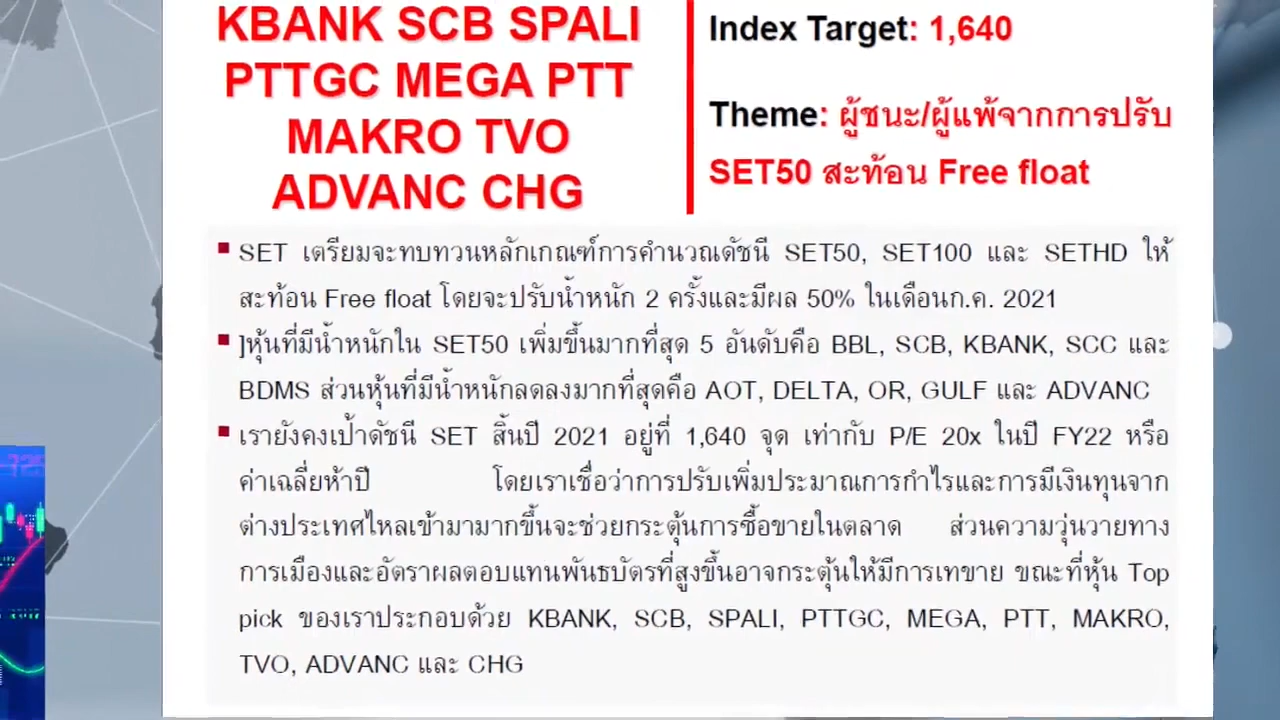 KBANK SCB SPALI
PTTGC MEGA PTT
MAKRO TVO
ADVANC CHG
Index Target: 1,640
Theme: ผู้ชนะ/ผู้แพ้จากการปรับ
SET50 สะท้อน Free float
SET เตรียมจะทบทวนหลักเกณฑ์การคำนวณดัชนี SET50, SET100 และ SETHD ให้
สะท้อน Free float โดยจะปรับน้ำหนัก 2 ครั้งและมีผล 50% ในเดือนก.ค. 2021
]หุ้นที่มีน้ำหนักใน SET50 เพิ่มขึ้นมากที่สุด 5 อันดับคือ BBL, SCB, KBANK, SCC และ
BDMS ส่วนหุ้นที่มีน้ำหนักลดลงมากที่สุดคือ AOT, DELTA, OR, GULF และ ADVANC
เรายังคงเป้าดัชนี SET สิ้นปี 2021 อยู่ที่ 1,640 จุด เท่ากับ P/E 20x ในปี FY22 หรือ
ค่าเฉลี่ยห้าปี โดยเราเชื่อว่าการปรับเพิ่มประมาณการกำไรและการมีเงินทุนจาก
ต่างประเทศไหลเข้ามามากขึ้นจะช่วยกระตุ้นการซื้อขายในตลาด ส่วนความวุ่นวายทาง
การเมืองและอัตราผลตอบแทนพันธบัตรที่สูงขึ้นอาจกระตุ้นให้มีการเทขาย ขณะที่หุ้น Top
pick ของเราประกอบด้วย KBANK, SCB, SPALI, PTTGC, MEGA, PTT, MAKRO,
TVO, ADVANC และ CHG